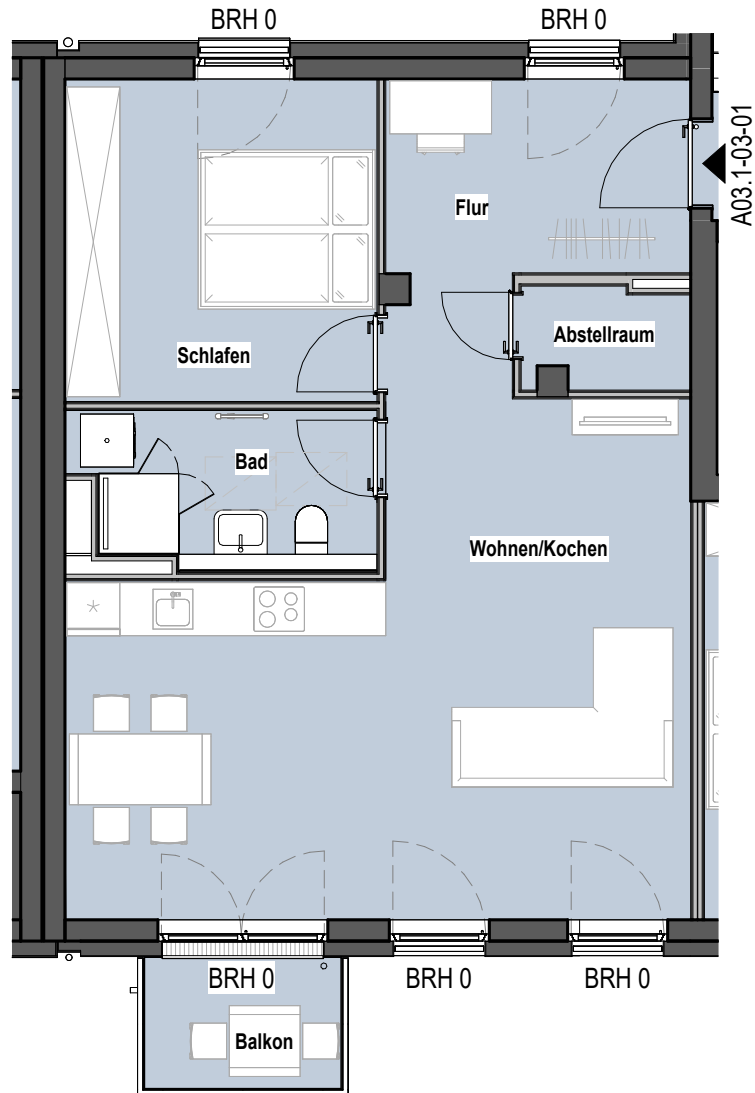 BRH 0
BRH 0
A03.1-03-01
Flur
Abstellraum
Schlafen
Bad
Wohnen/Kochen
BRH 0
BRH 0
BRH 0
Balkon